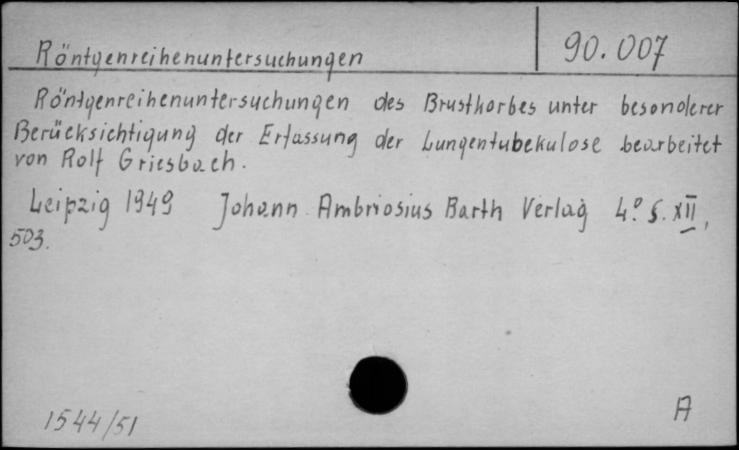 Röntgenreihenuntersuchungen 90.007
Röntgenreihenuntersuchungen des Brustkorbes unter besonderer
Berücksichtigung der Erfassung der Lungentubekulose bearbeitet
von Rolf Griesbach.
Leipzig 1949 Johann Ambrosius Barth Verlag 4° S. XII,
503.
1544/51 A